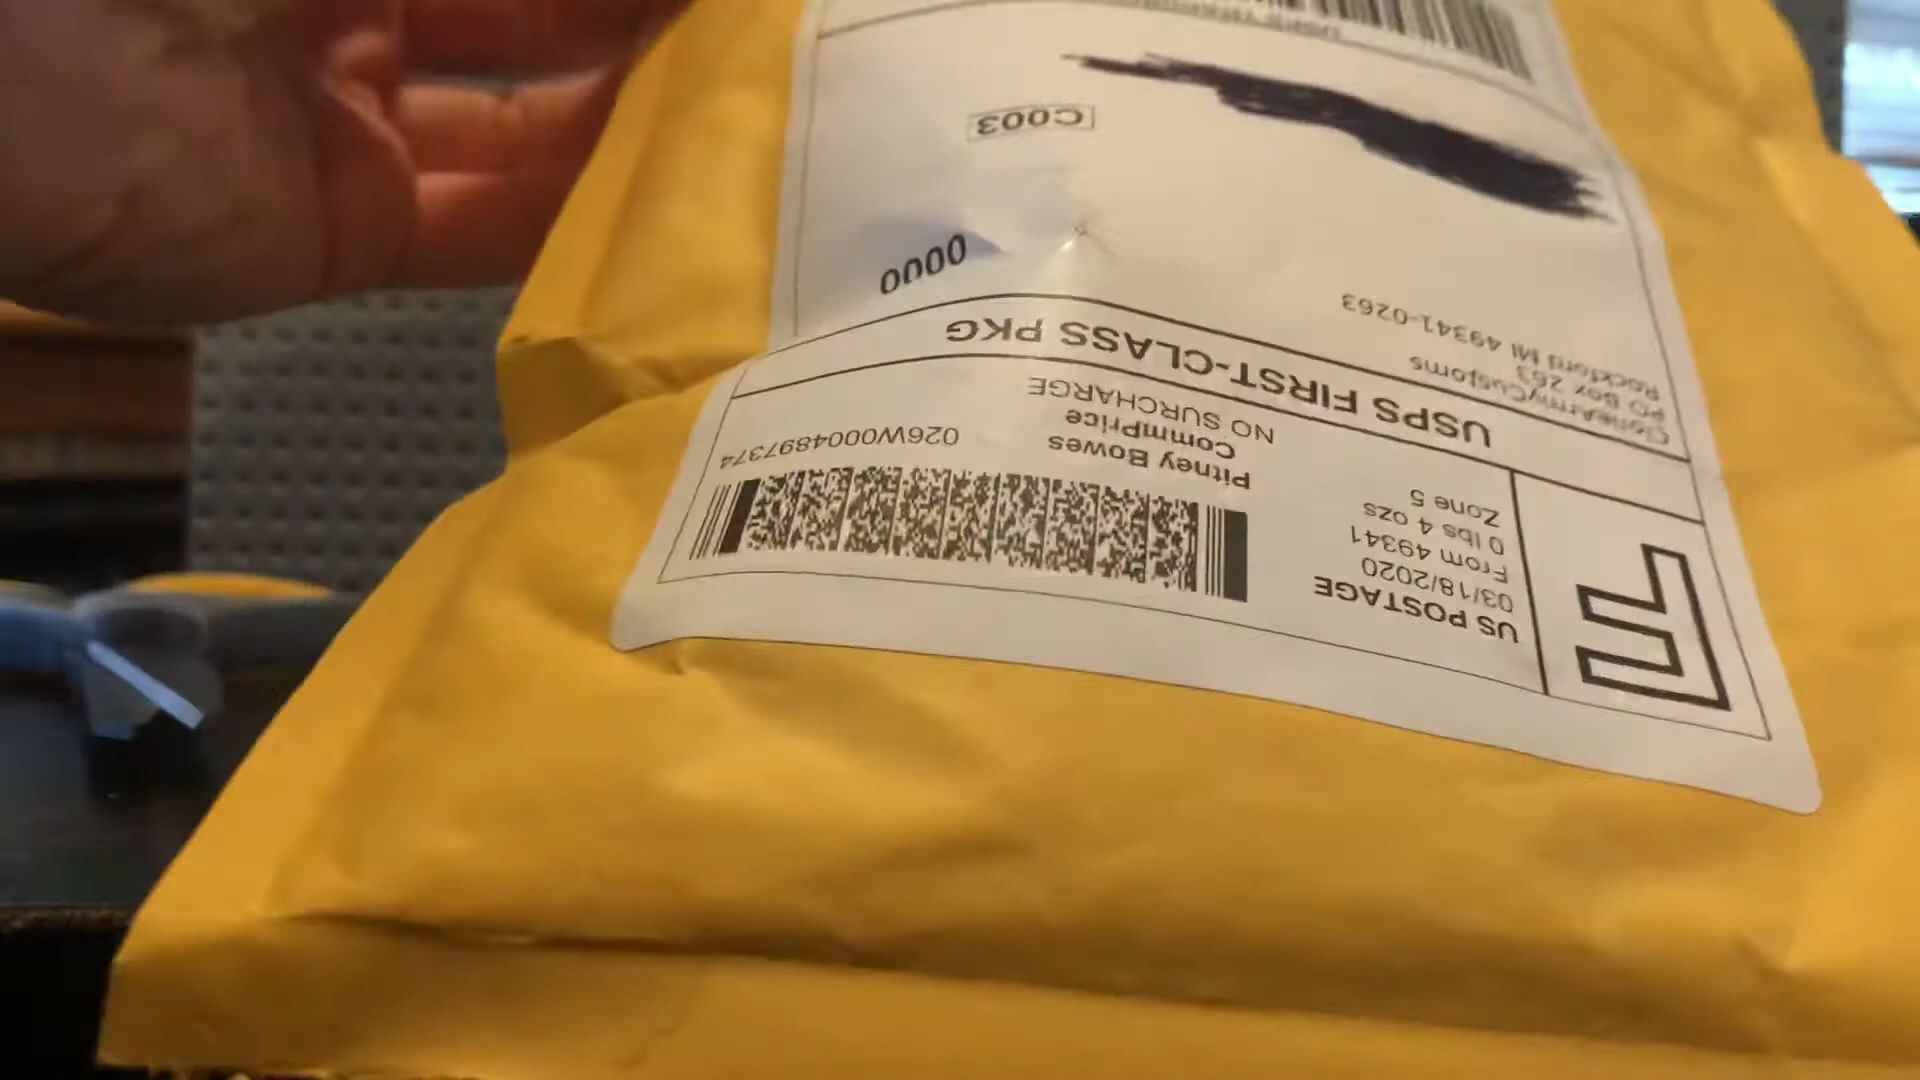 F
US POSTAGE
03/18/2020
From 49341
0 lbs 4 ozs
Zone 5
Pitney Bowes
CommPrice
NO SURCHARGE
026W0004897374
USPS FIRST-CLASS PKG
CloneArmyCustoms
PO Box 263
Rockford MI 49341-0263
0000
C003